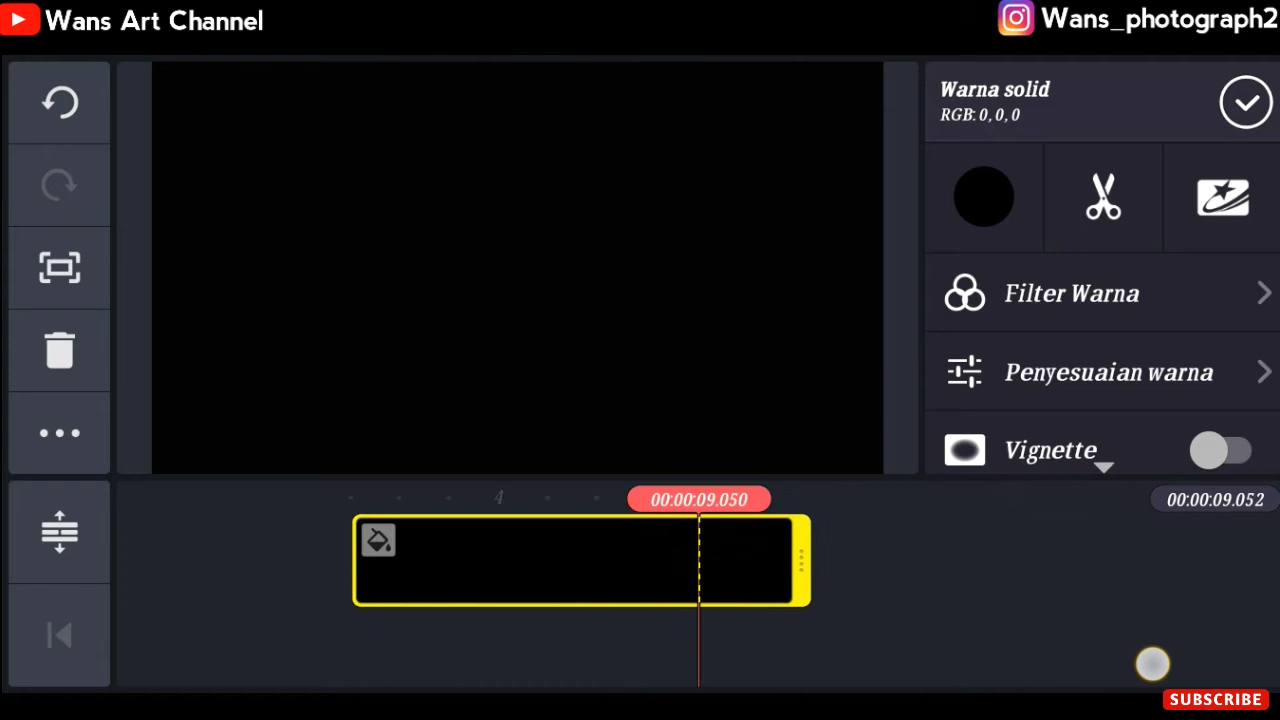 Wans Art Channel
Wans_photograph2
Warna solid
RGB: 0, 0, 0
Filter Warna
Penyesuaian warna
Vignette
4
00:00:09.050
00:00:09.052
SUBSCRIBE